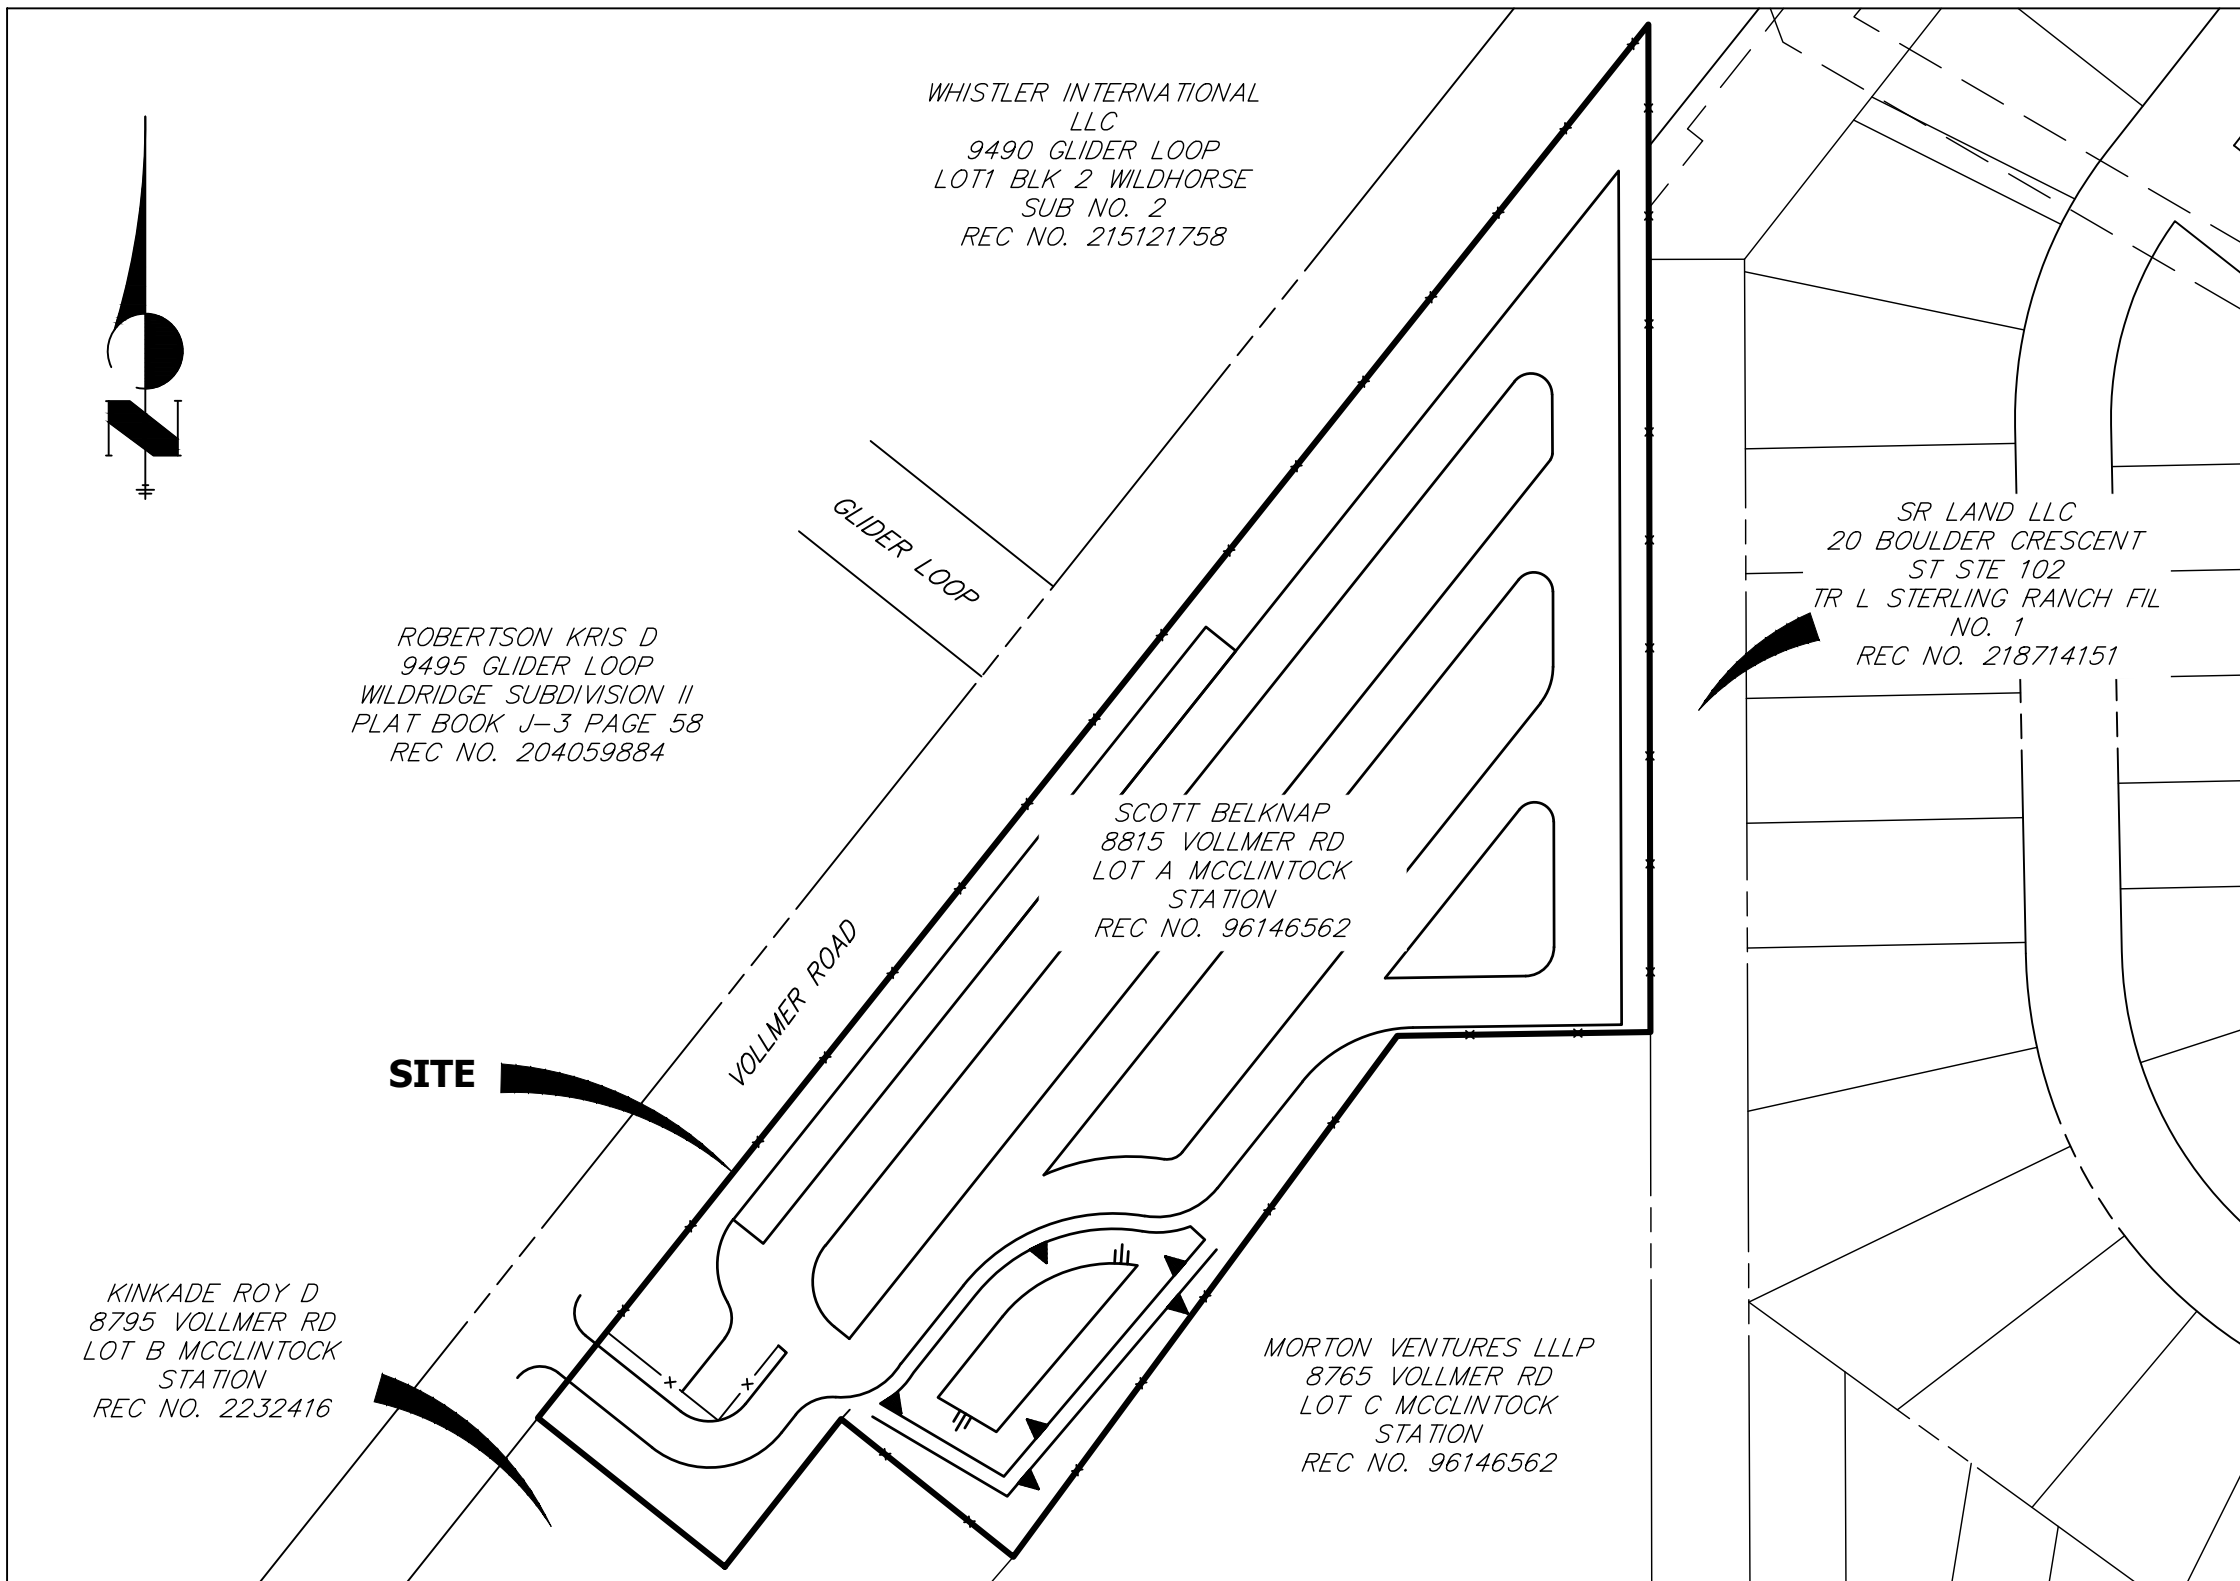 WHISTLER INTERNATIONAL
LLC
9490 GLIDER LOOP
LOT1 BLK 2 WILDHORSE
SUB NO. 2
REC NO. 215121758
N
GLIDER LOOP
SR LAND LLC
20 BOULDER CRESCENT
ST STE 102
TR L STERLING RANCH FIL
NO. 1
REC NO. 218714151
ROBERTSON KRIS D
9495 GLIDER LOOP
WILDRIDGE SUBDIVISION II
PLAT BOOK J-3 PAGE 58
REC NO. 204059884
SCOTT BELKNAP
8815 VOLLMER RD
LOT A MCCLINTOCK
STATION
REC NO. 96146562
VOLLMER ROAD
SITE
KINKADE ROY D
8795 VOLLMER RD
LOT B MCCLINTOCK
STATION
REC NO. 2232416
MORTON VENTURES LLLP
8765 VOLLMER RD
LOT C MCCLINTOCK
STATION
REC NO. 96146562